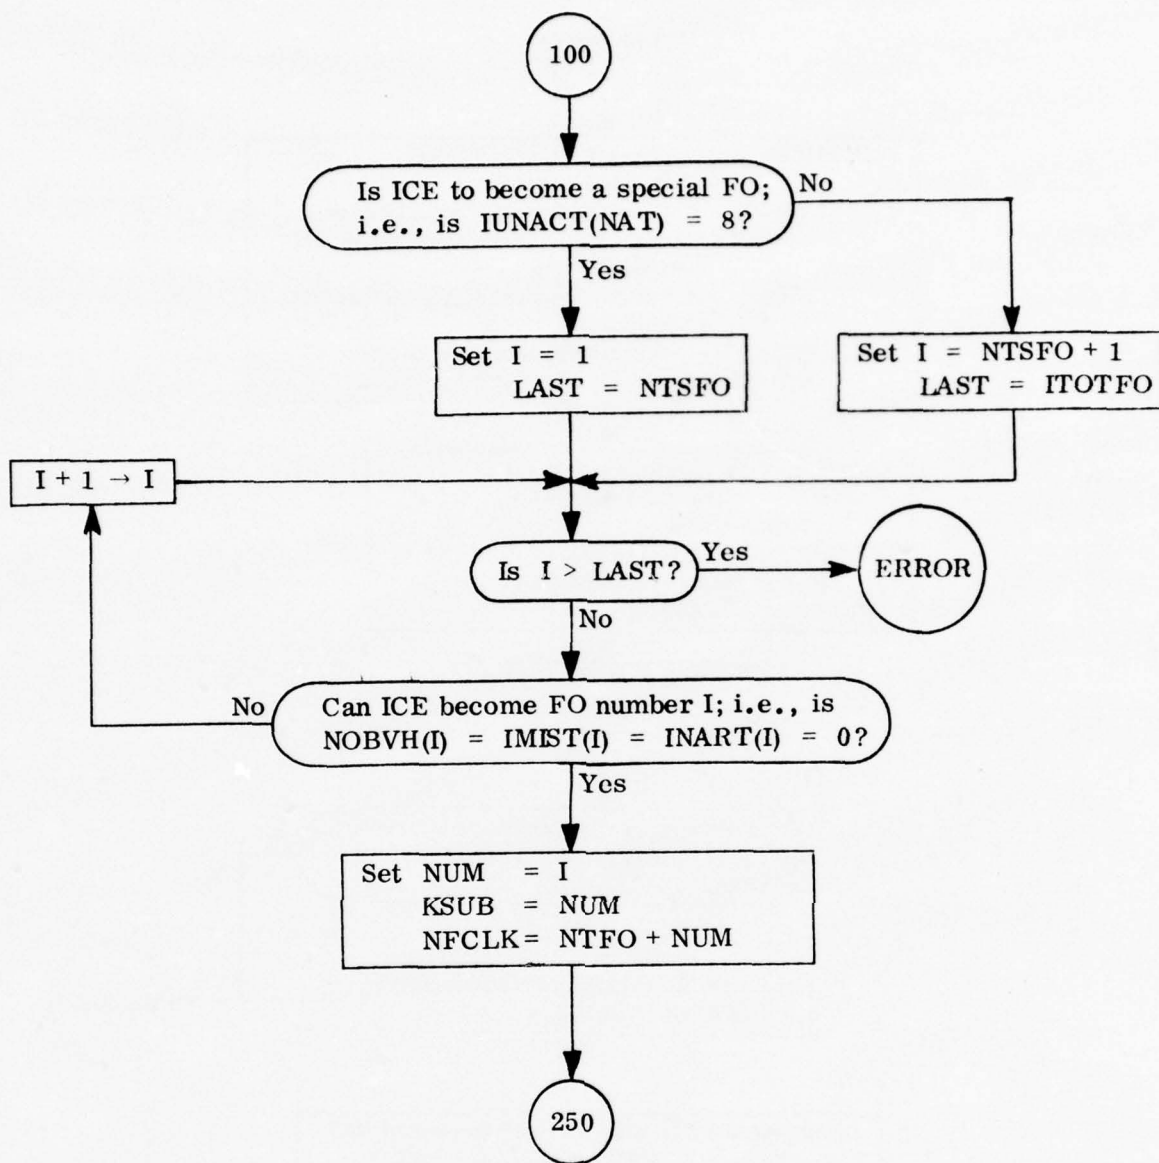 100
Is ICE to become a special FO;
i.e., is IUNACT(NAT) = 8?
No
Yes
Set I = 1
LAST = NTSFO
Set I = NTSFO + 1
LAST = ITOTFO
I + 1 → I
Is I > LAST?
Yes
ERROR
No
No
Can ICE become FO number I; i.e., is
NOBVH(I) = IMIST(I) = INART(I) = 0?
Yes
Set NUM = I
KSUB = NUM
NFCLK= NTFO + NUM
250